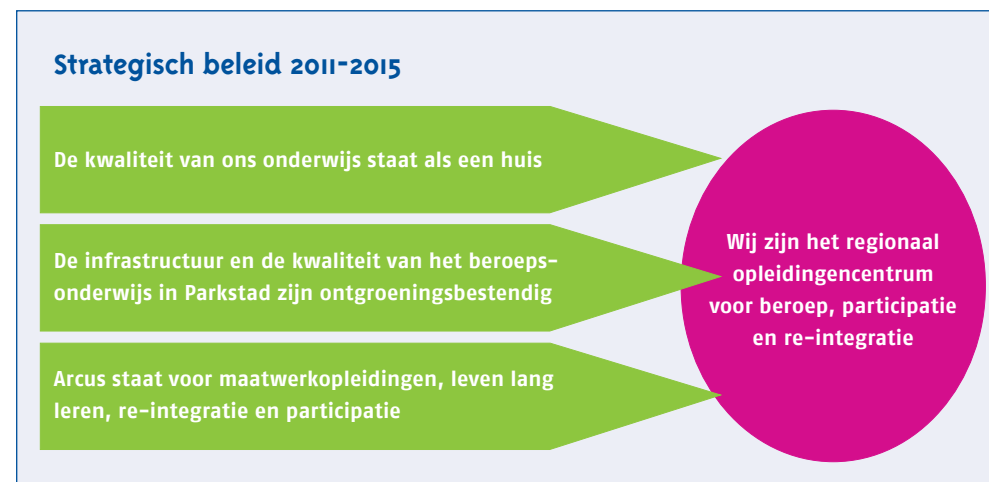 Strategisch beleid 2011-2015
De kwaliteit van ons onderwijs staat als een huis
De infrastructuur en de kwaliteit van het beroeps-
onderwijs in Parkstad zijn ontgroeningsbestendig
Arcus staat voor maatwerkopleidingen, leven lang
leren, re-integratie en participatie
Wij zijn het regionaal
opleidingencentrum
voor beroep, participatie
en re-integratie